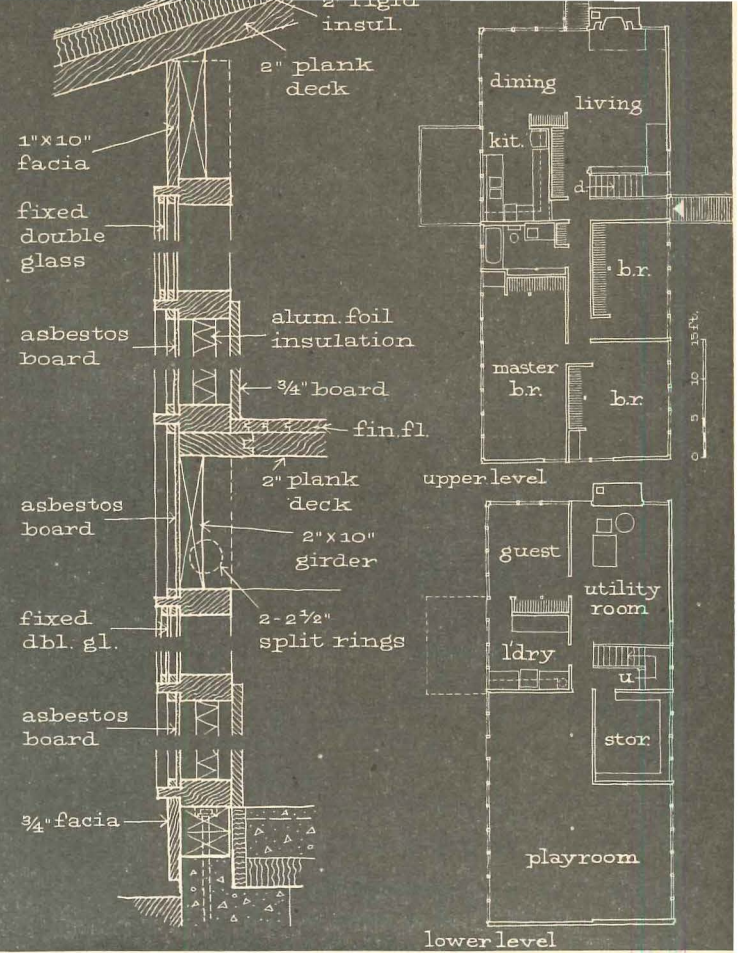 2" rigid
insul.
2" plank
deck
1"x10"
facia
fixed
double
glass
asbestos
board
alum. foil
insulation
3/4" board
fin. fl.
2" plank
deck
asbestos
board
2"x10"
girder
fixed
dbl. gl.
2-2 1/2"
split rings
asbestos
board
3/4" facia
dining
living
kit.
d.
b.r.
master
b.r.
b.r.
0 5 10 15 ft.
upper level
guest
utility
room
l'dry
u.
stor.
playroom
lower level